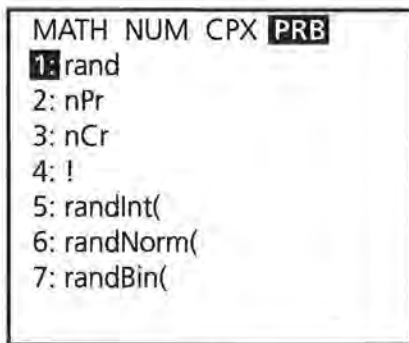 MATH NUM CPX PRB
1: rand
2: nPr
3: nCr
4: !
5: randInt(
6: randNorm(
7: randBin(